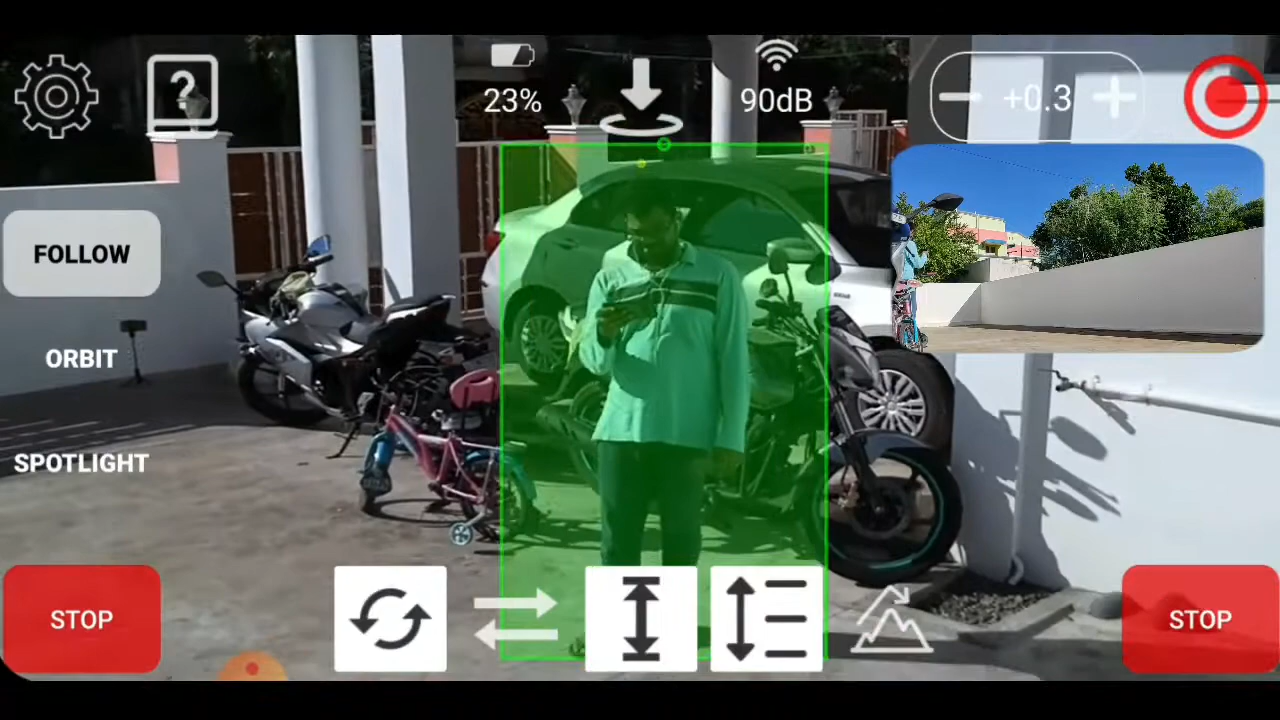 ?
23%
90dB
+0.3
FOLLOW
ORBIT
SPOTLIGHT
STOP
STOP